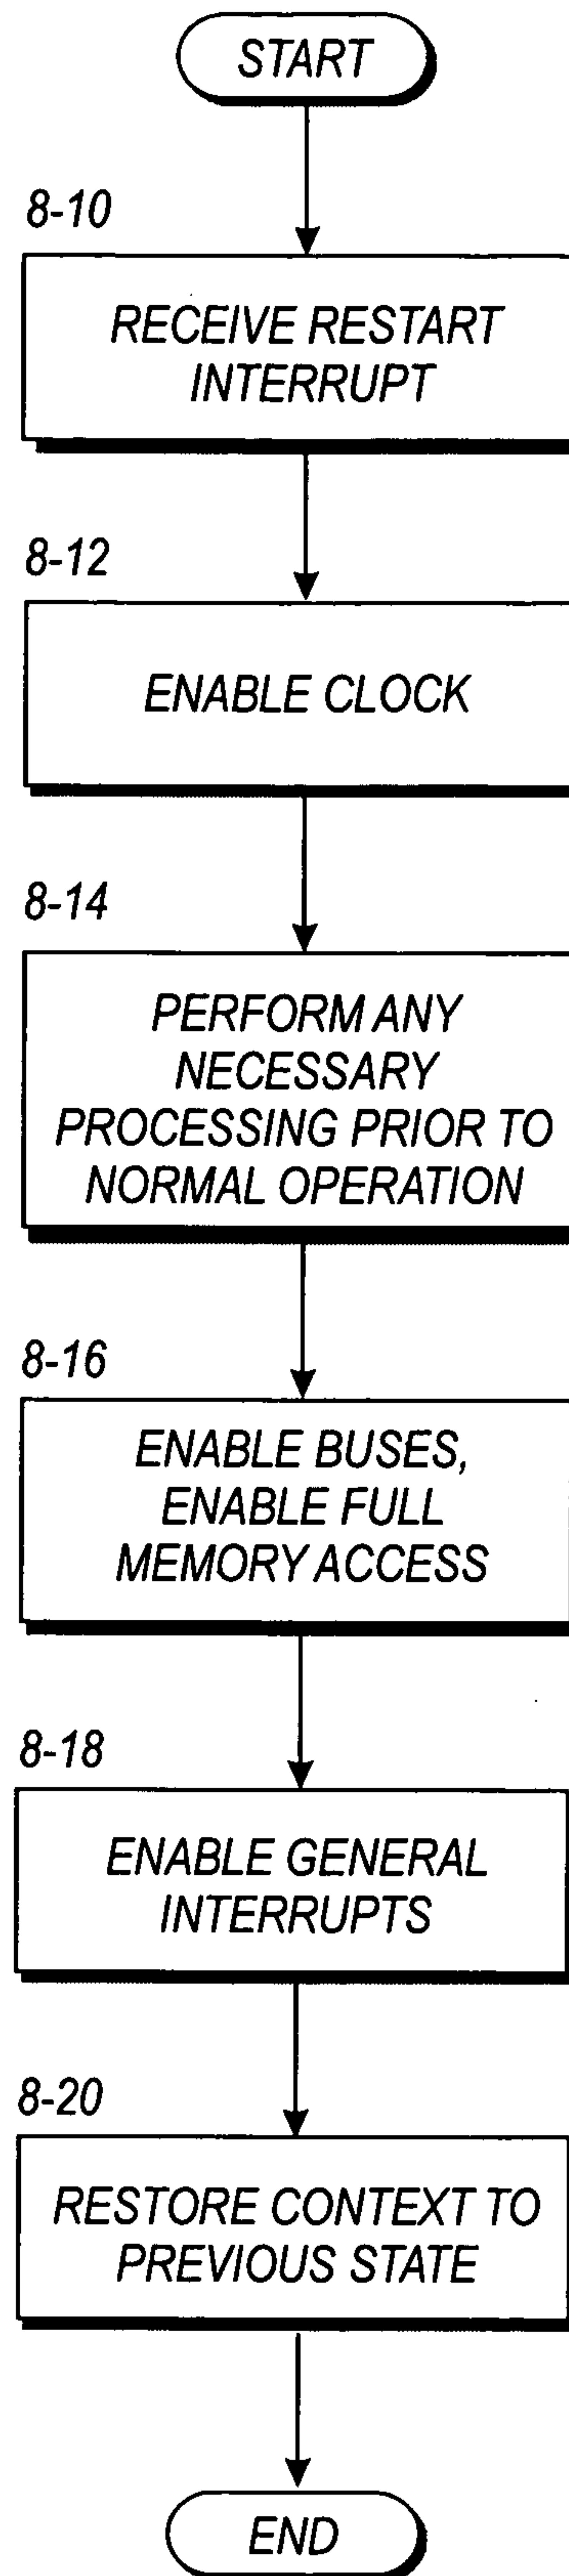 START
8-10
RECEIVE RESTART
INTERRUPT
8-12
ENABLE CLOCK
8-14
PERFORM ANY
NECESSARY
PROCESSING PRIOR TO
NORMAL OPERATION
8-16
ENABLE BUSES,
ENABLE FULL
MEMORY ACCESS
8-18
ENABLE GENERAL
INTERRUPTS
8-20
RESTORE CONTEXT TO
PREVIOUS STATE
END